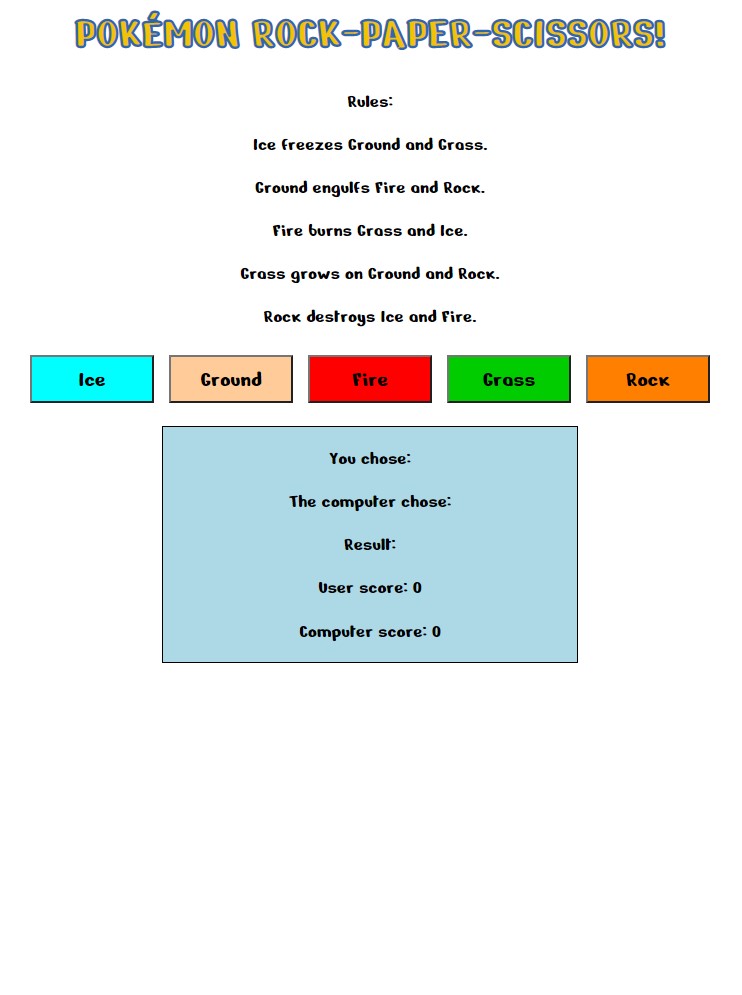 POKÉMON ROCK-PAPER-SCISSORS!
Rules:
Ice freezes Ground and Grass.
Ground engulfs Fire and Rock.
Fire burns Grass and Ice.
Grass grows on Ground and Rock.
Rock destroys Ice and Fire.
Ice Ground Fire Grass Rock
You chose:
The computer chose:
Result:
User score: 0
Computer score: 0